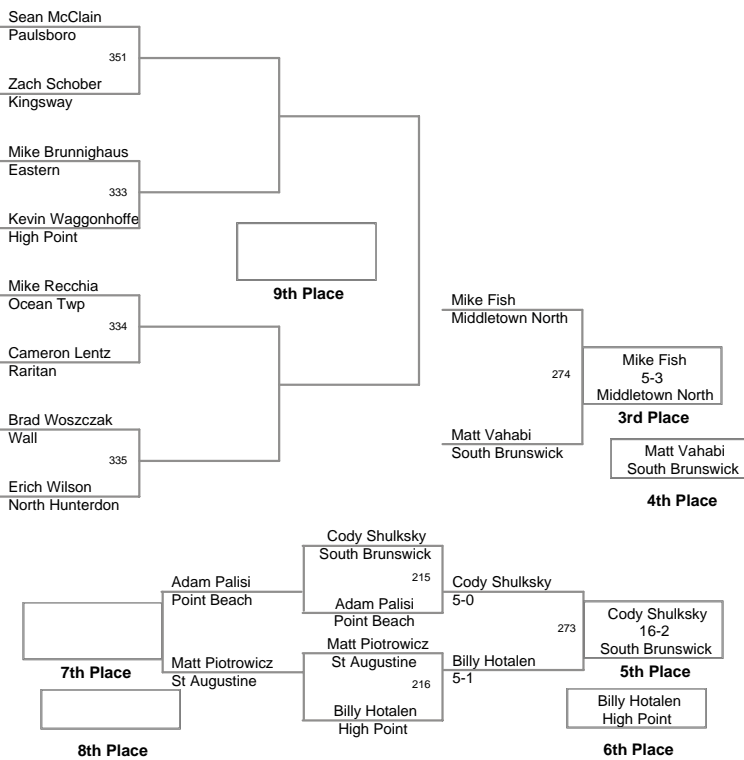 Sean McClain
Paulsboro
351
Zach Schober
Kingsway
Mike Brunnighaus
Eastern
333
Kevin Waggonhoffe
High Point
9th Place
Mike Recchia
Ocean Twp
334
Cameron Lentz
Raritan
Brad Woszczak
Wall
335
Erich Wilson
North Hunterdon
Mike Fish
Middletown North
274
Matt Vahabi
South Brunswick
Mike Fish
5-3
Middletown North
3rd Place
Matt Vahabi
South Brunswick
4th Place
Cody Shulksky
South Brunswick
215
Adam Palisi
Point Beach
Matt Piotrowicz
St Augustine
216
Billy Hotalen
High Point
Adam Palisi
Point Beach
Matt Piotrowicz
St Augustine
7th Place
8th Place
Cody Shulksky
5-0
273
Billy Hotalen
5-1
Cody Shulksky
16-2
South Brunswick
5th Place
Billy Hotalen
High Point
6th Place